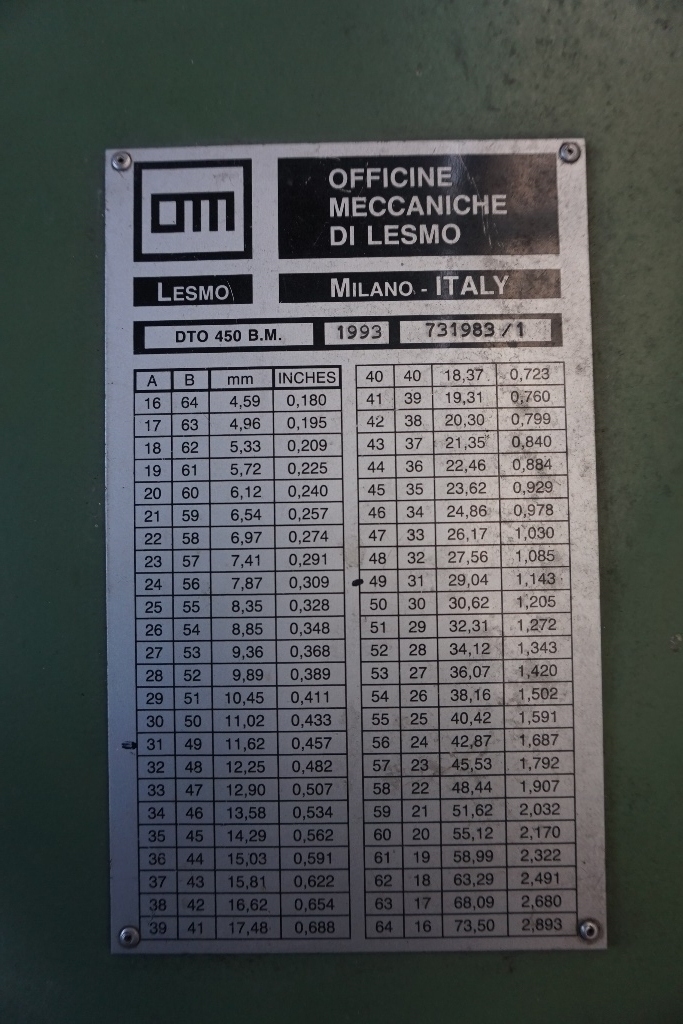 om
OFFICINE
MECCANICHE
DI LESMO
LESMO
MILANO - ITALY
DTO 450 B.M. 1993 731983/1
A B mm INCHES
16 64 4,59 0,180
17 63 4,96 0,195
18 62 5,33 0,209
19 61 5,72 0,225
20 60 6,12 0,240
21 59 6,54 0,257
22 58 6,97 0,274
23 57 7,41 0,291
24 56 7,87 0,309
25 55 8,35 0,328
26 54 8,85 0,348
27 53 9,36 0,368
28 52 9,89 0,389
29 51 10,45 0,411
30 50 11,02 0,433
31 49 11,62 0,457
32 48 12,25 0,482
33 47 12,90 0,507
34 46 13,58 0,534
35 45 14,29 0,562
36 44 15,03 0,591
37 43 15,81 0,622
38 42 16,62 0,654
39 41 17,48 0,688
40 40 18,37 0,723
41 39 19,31 0,760
42 38 20,30 0,799
43 37 21,35 0,840
44 36 22,46 0,884
45 35 23,62 0,929
46 34 24,86 0,978
47 33 26,17 1,030
48 32 27,56 1,085
49 31 29,04 1,143
50 30 30,62 1,205
51 29 32,31 1,272
52 28 34,12 1,343
53 27 36,07 1,420
54 26 38,16 1,502
55 25 40,42 1,591
56 24 42,87 1,687
57 23 45,53 1,792
58 22 48,44 1,907
59 21 51,62 2,032
60 20 55,12 2,170
61 19 58,99 2,322
62 18 63,29 2,491
63 17 68,09 2,680
64 16 73,50 2,893